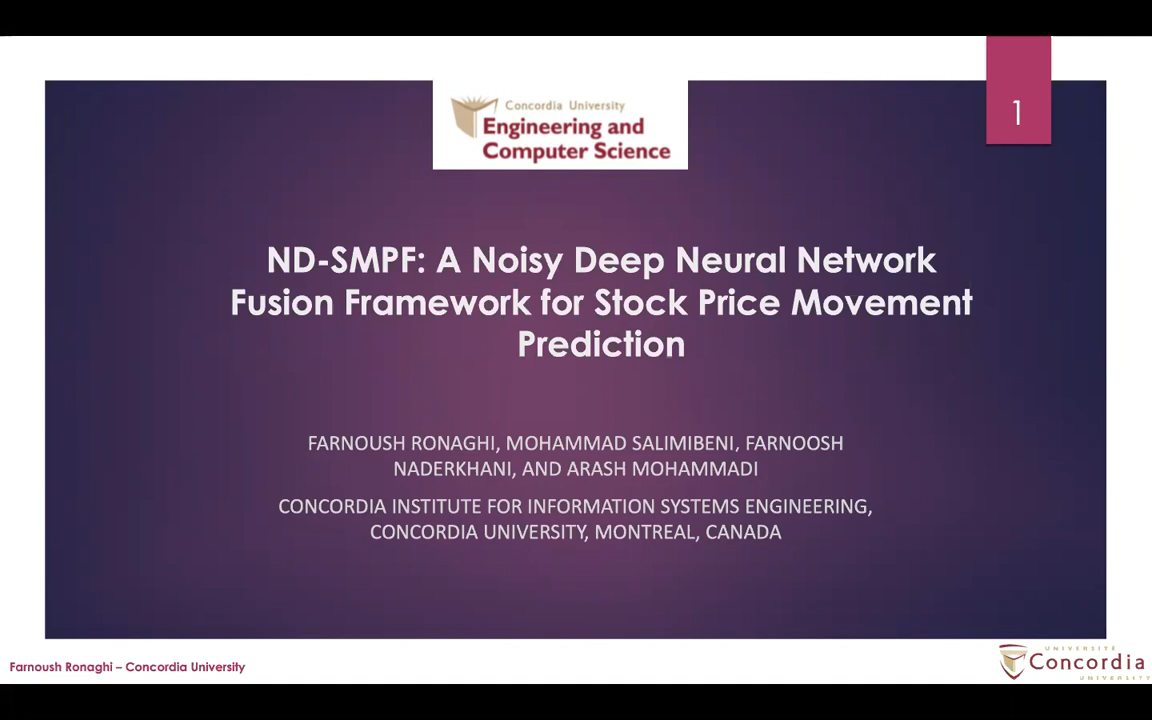 1
Concordia University
Engineering and
Computer Science
ND-SMPF: A Noisy Deep Neural Network
Fusion Framework for Stock Price Movement
Prediction
FARNOUSH RONAGHI, MOHAMMAD SALIMIBENI, FARNOOSH
NADERKHANI, AND ARASH MOHAMMADI
CONCORDIA INSTITUTE FOR INFORMATION SYSTEMS ENGINEERING,
CONCORDIA UNIVERSITY, MONTREAL, CANADA
Farnoush Ronaghi – Concordia University
UNIVERSITÉ
Concordia
UNIVERSITY